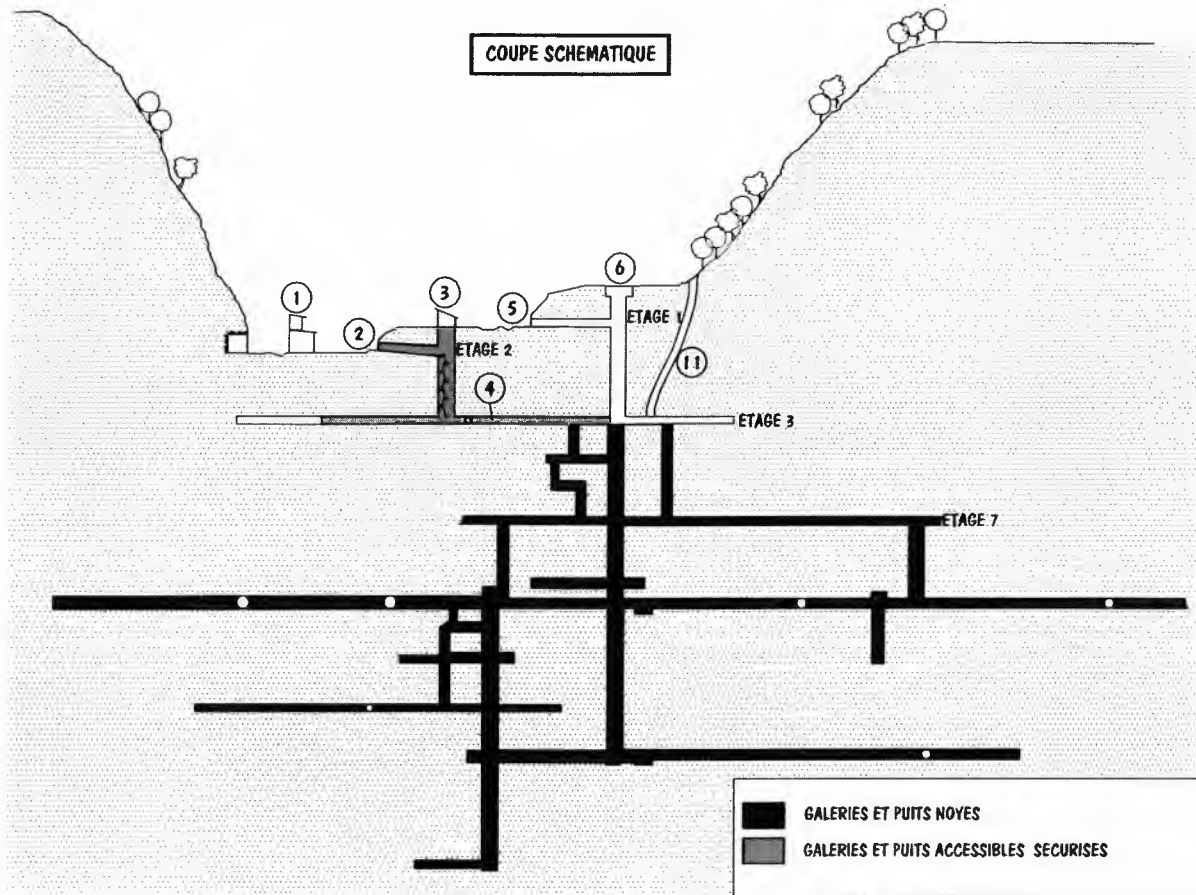 COUPE SCHEMATIQUE
6
1
3
5
ETAGE 1
2
ETAGE 2
11
4
ETAGE 3
ETAGE 7
GALERIES ET PUITS NOYES
GALERIES ET PUITS ACCESSIBLES SECURISES